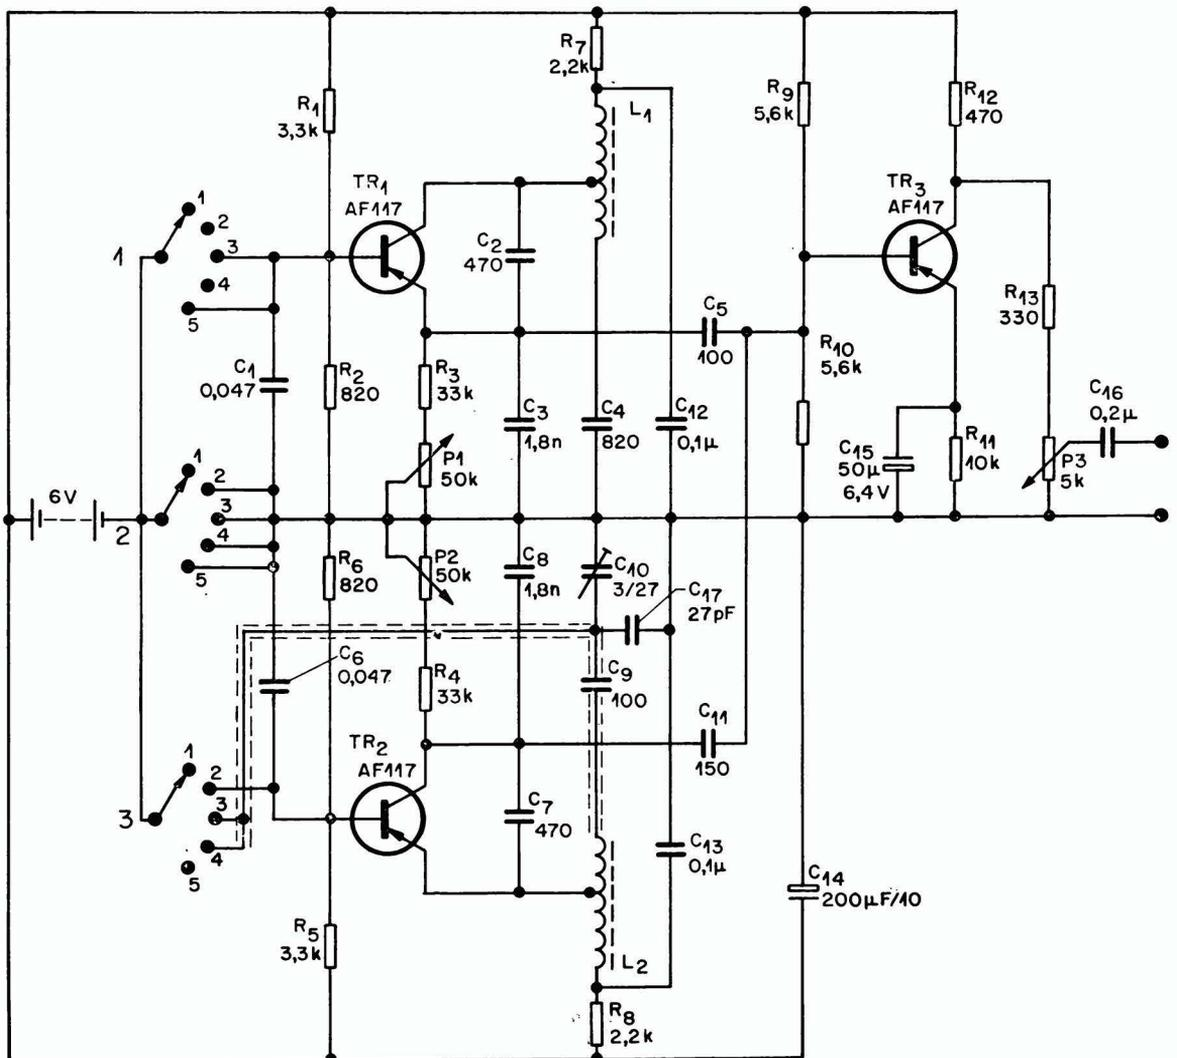 R7
2,2k
L1
R1
3,3k
R9
5,6k
R12
470
TR1
AF117
TR3
AF117
1
2
3
4
5
1
C2
470
C5
100
R13
330
R10
5,6k
C1
0,047
R2
820
R3
33k
C3
1,8n
C4
820
C12
0,1µ
C16
0,2µ
P1
50k
C15
50µ
6,4V
R11
10k
P3
5k
6V
1
2
3
4
5
2
R6
820
P2
50k
C8
1,8n
C10
3/27
C17
27pF
C6
0,047
R4
33k
C9
100
C11
150
TR2
AF117
1
2
3
4
5
3
C7
470
C13
0,1µ
C14
200µF/10
R5
3,3k
L2
R8
2,2k